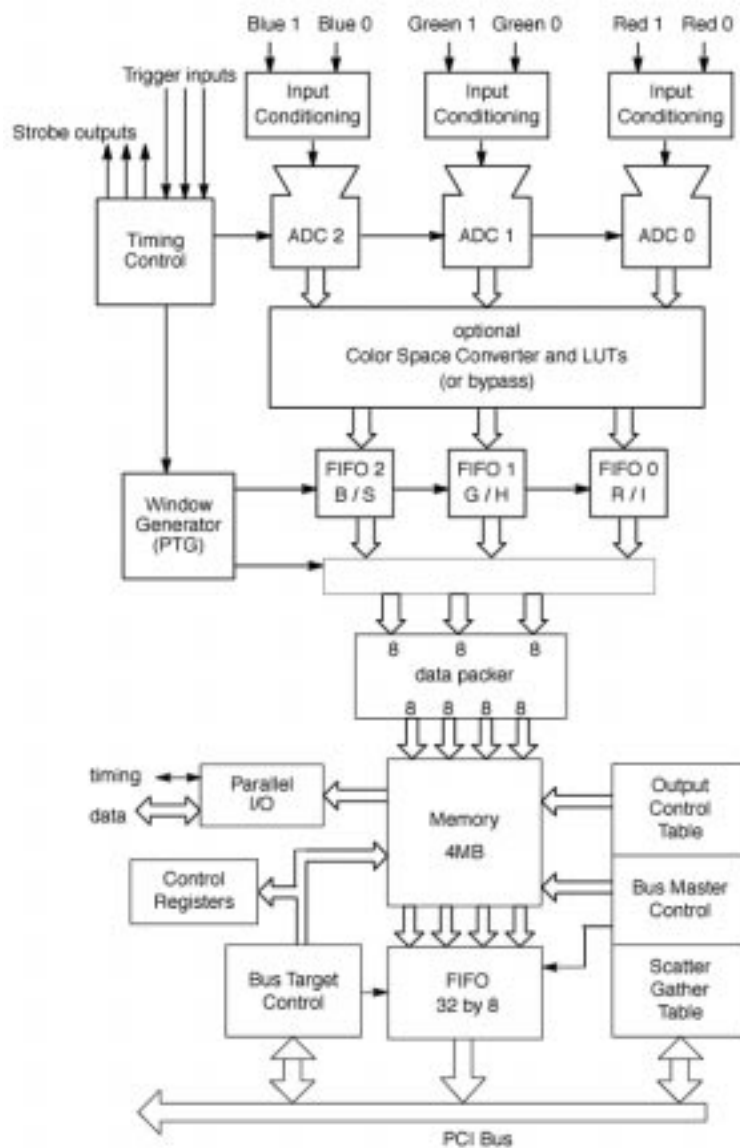 Blue 1 Blue 0 Green 1 Green 0 Red 1 Red 0
Trigger inputs
Strobe outputs
Input
Conditioning
Input
Conditioning
Input
Conditioning
Timing
Control
ADC 2
ADC 1
ADC 0
optional
Color Space Converter and LUTs
(or bypass)
Window
Generator
(PTG)
FIFO 2
B / S
FIFO 1
G / H
FIFO 0
R / I
8 8 8
data packer
8 8 8 8
timing
data
Parallel
I/O
Memory
4MB
Output
Control
Table
Control
Registers
Bus Master
Control
Bus Target
Control
FIFO
32 by 8
Scatter
Gather
Table
PCI Bus